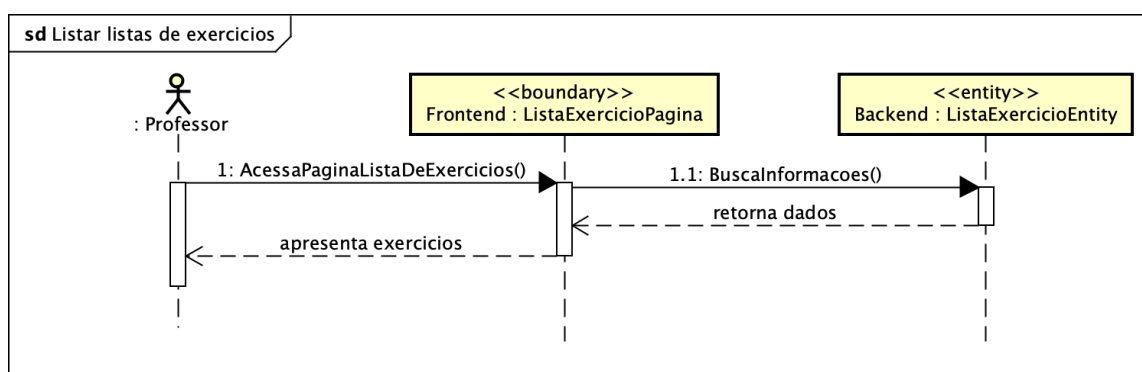 sd Listar listas de exercicios
: Professor
<<boundary>>
Frontend : ListaExercicioPagina
<<entity>>
Backend : ListaExercicioEntity
1: AcessaPaginaListaDeExercicios()
1.1: BuscaInformacoes()
retorna dados
apresenta exercicios